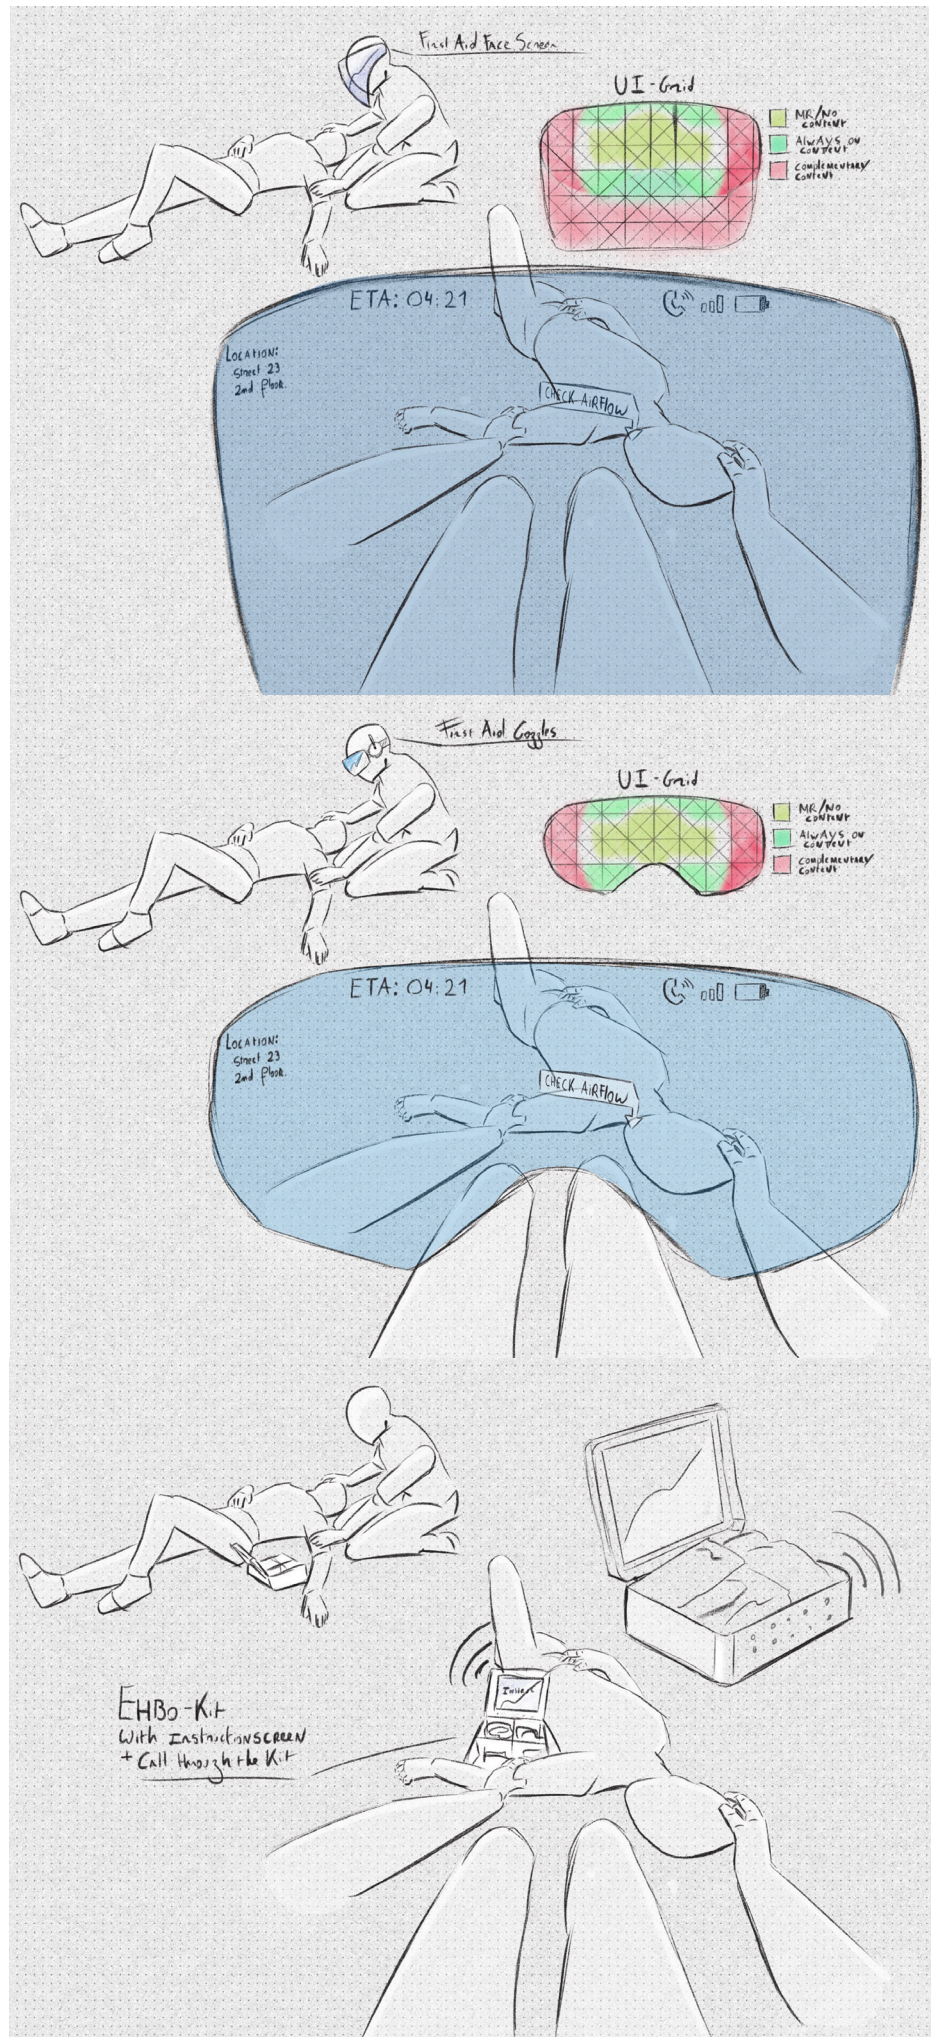 First Aid Face Screen
UI-Grid
MR/NO
CONTENT
ALWAYS ON
CONTENT
COMPLEMENTARY
CONTENT
ETA: 04:21
LOCATION:
Street 23
2nd floor.
CHECK AIRFLOW
First Aid Goggles
UI-Grid
MR/NO
CONTENT
ALWAYS ON
CONTENT
COMPLEMENTARY
CONTENT
ETA: 04:21
LOCATION:
Street 23
2nd floor.
CHECK AIRFLOW
EHBO-Kit
With INSTRUCTIONSCREEN
+ Call through the Kit